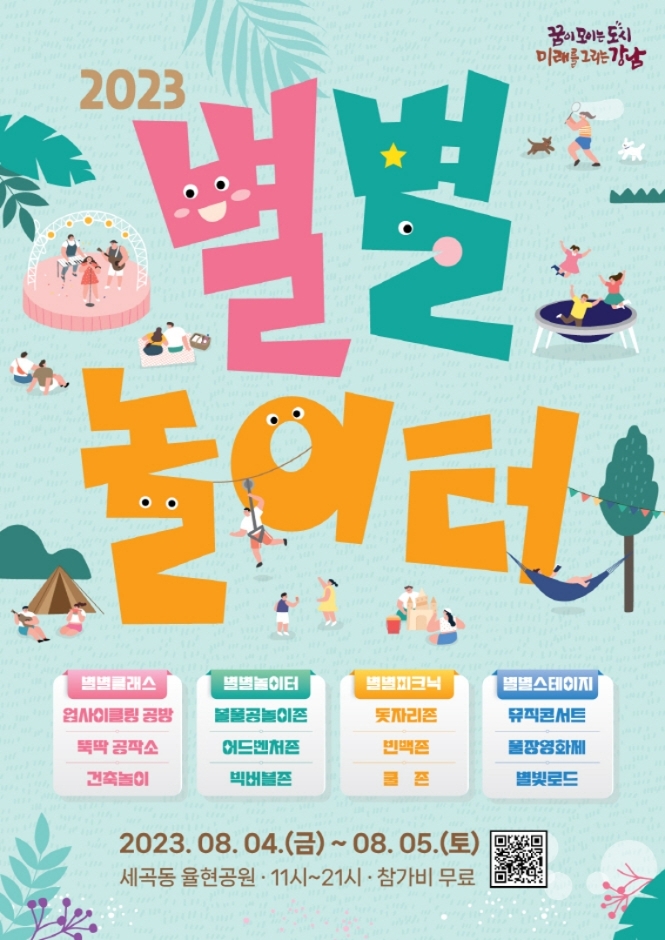 꿈이 모이는 도시
미래를 그리는 강남
2023
별별
놀이터
별별클래스
업사이클링 공방
뚝딱 공작소
건축놀이
별별놀이터
볼풀공놀이존
어드벤처존
빅버블존
별별피크닉
돗자리존
빈백존
쿨 존
별별스테이지
뮤직콘서트
물장영화제
별빛로드
2023. 08. 04.(금) ~ 08. 05.(토)
세곡동 율현공원 · 11시~21시 · 참가비 무료